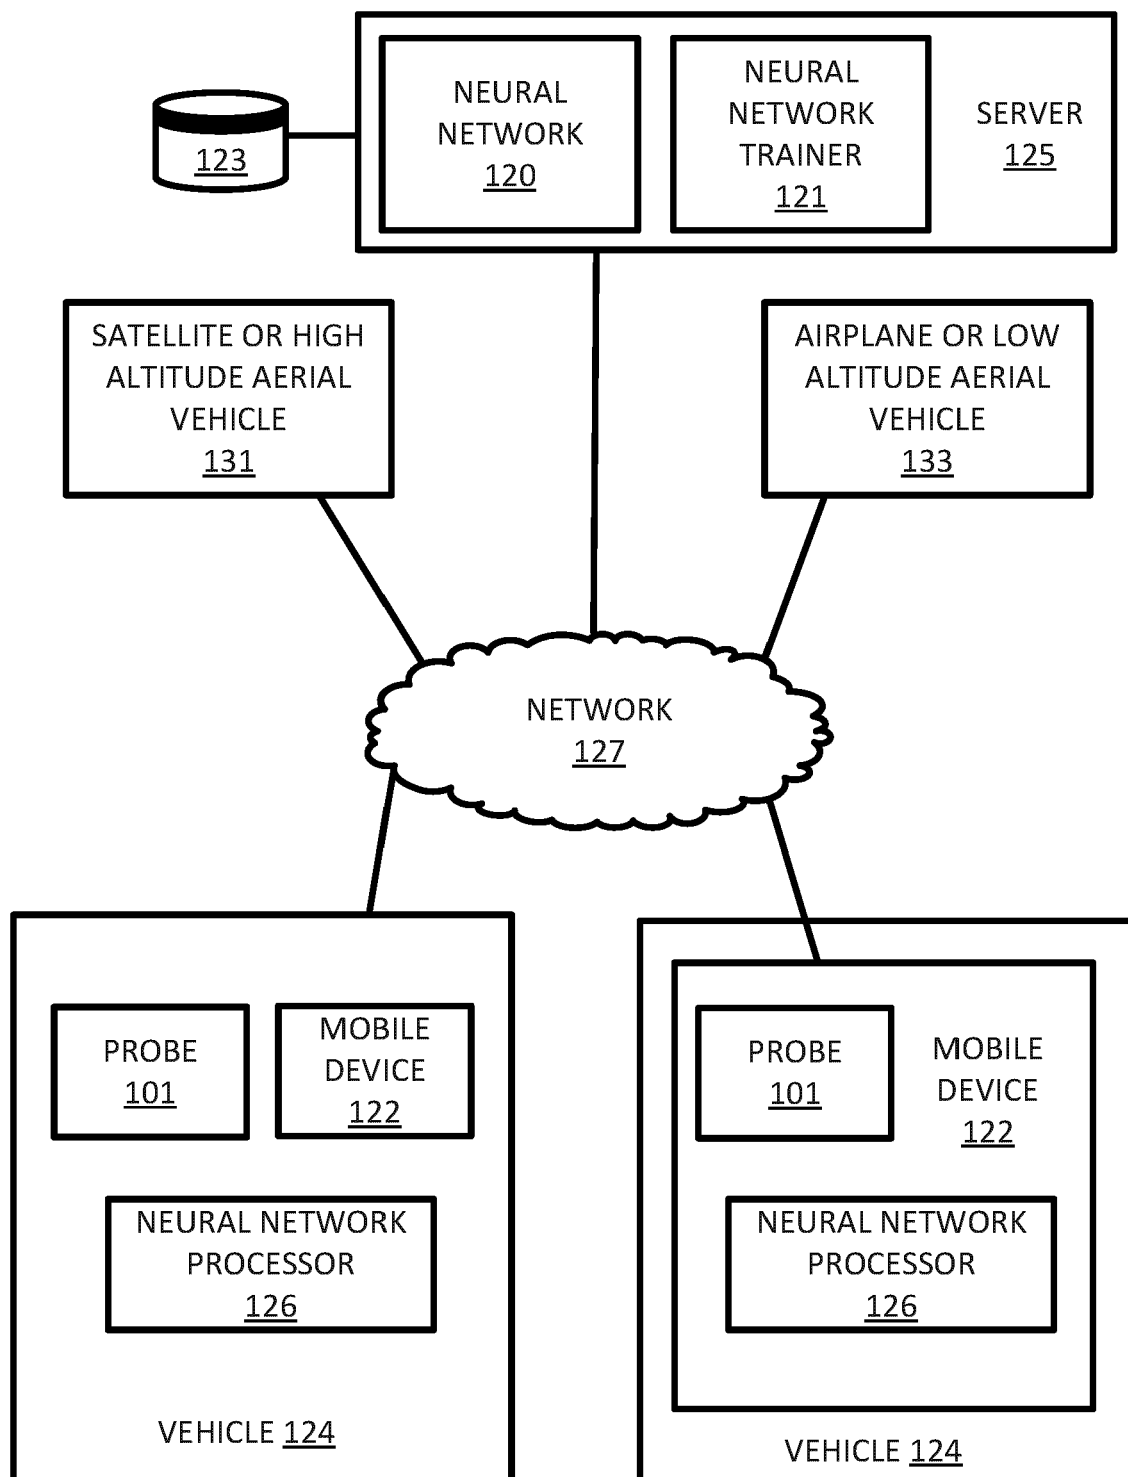 123
NEURAL
NETWORK
120
NEURAL
NETWORK
TRAINER
121
SERVER
125
SATELLITE OR HIGH
ALTITUDE AERIAL
VEHICLE
131
AIRPLANE OR LOW
ALTITUDE AERIAL
VEHICLE
133
NETWORK
127
PROBE
101
MOBILE
DEVICE
122
NEURAL NETWORK
PROCESSOR
126
VEHICLE 124
PROBE
101
MOBILE
DEVICE
122
NEURAL NETWORK
PROCESSOR
126
VEHICLE 124